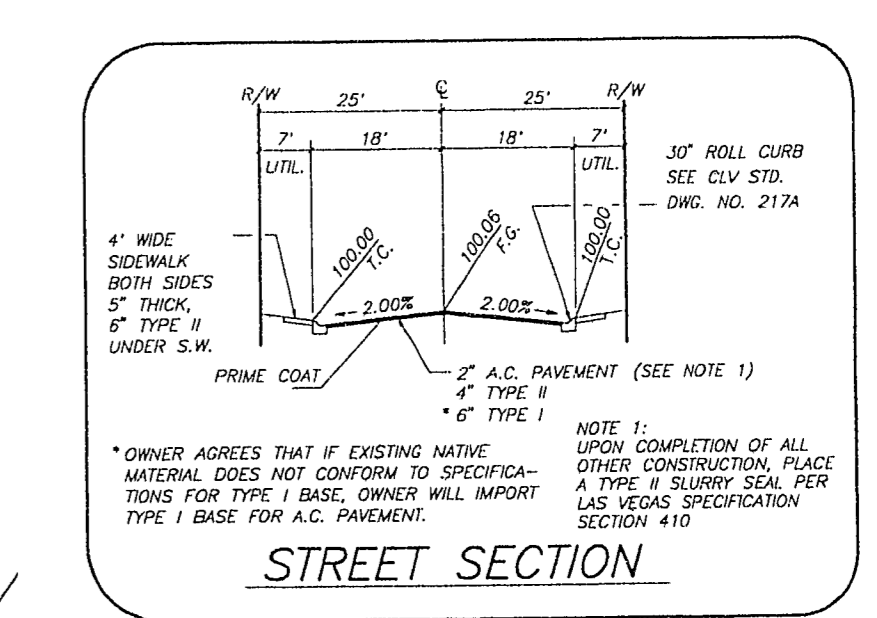 R/W 25' ℄ 25' R/W
7' 18' 18' 7'
UTIL. UTIL.
30" ROLL CURB
SEE CLV STD.
DWG. NO. 217A
4' WIDE
SIDEWALK
BOTH SIDES
5" THICK,
6" TYPE II
UNDER S.W.
100.00
T.C.
100.06
F.G.
100.00
T.C.
2.00% 2.00%
PRIME COAT
2" A.C. PAVEMENT (SEE NOTE 1)
4" TYPE II
* 6" TYPE I
* OWNER AGREES THAT IF EXISTING NATIVE
MATERIAL DOES NOT CONFORM TO SPECIFICA-
TIONS FOR TYPE I BASE, OWNER WILL IMPORT
TYPE I BASE FOR A.C. PAVEMENT.
NOTE 1:
UPON COMPLETION OF ALL
OTHER CONSTRUCTION, PLACE
A TYPE II SLURRY SEAL PER
LAS VEGAS SPECIFICATION
SECTION 410
STREET SECTION